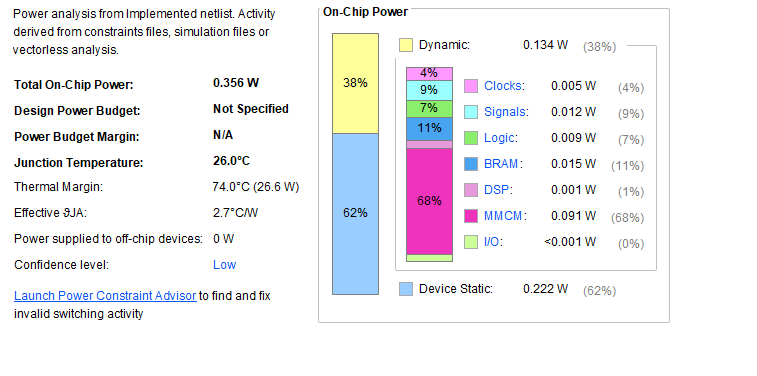 Power analysis from Implemented netlist. Activity
derived from constraints files, simulation files or
vectorless analysis.
Total On-Chip Power: 0.356 W
Design Power Budget: Not Specified
Power Budget Margin: N/A
Junction Temperature: 26.0°C
Thermal Margin: 74.0°C (26.6 W)
Effective ϑJA: 2.7°C/W
Power supplied to off-chip devices: 0 W
Confidence level: Low
Launch Power Constraint Advisor to find and fix
invalid switching activity
On-Chip Power
38%
62%
Dynamic: 0.134 W (38%)
4%
9%
7%
11%
68%
Clocks: 0.005 W (4%)
Signals: 0.012 W (9%)
Logic: 0.009 W (7%)
BRAM: 0.015 W (11%)
DSP: 0.001 W (1%)
MMCM: 0.091 W (68%)
I/O: <0.001 W (0%)
Device Static: 0.222 W (62%)